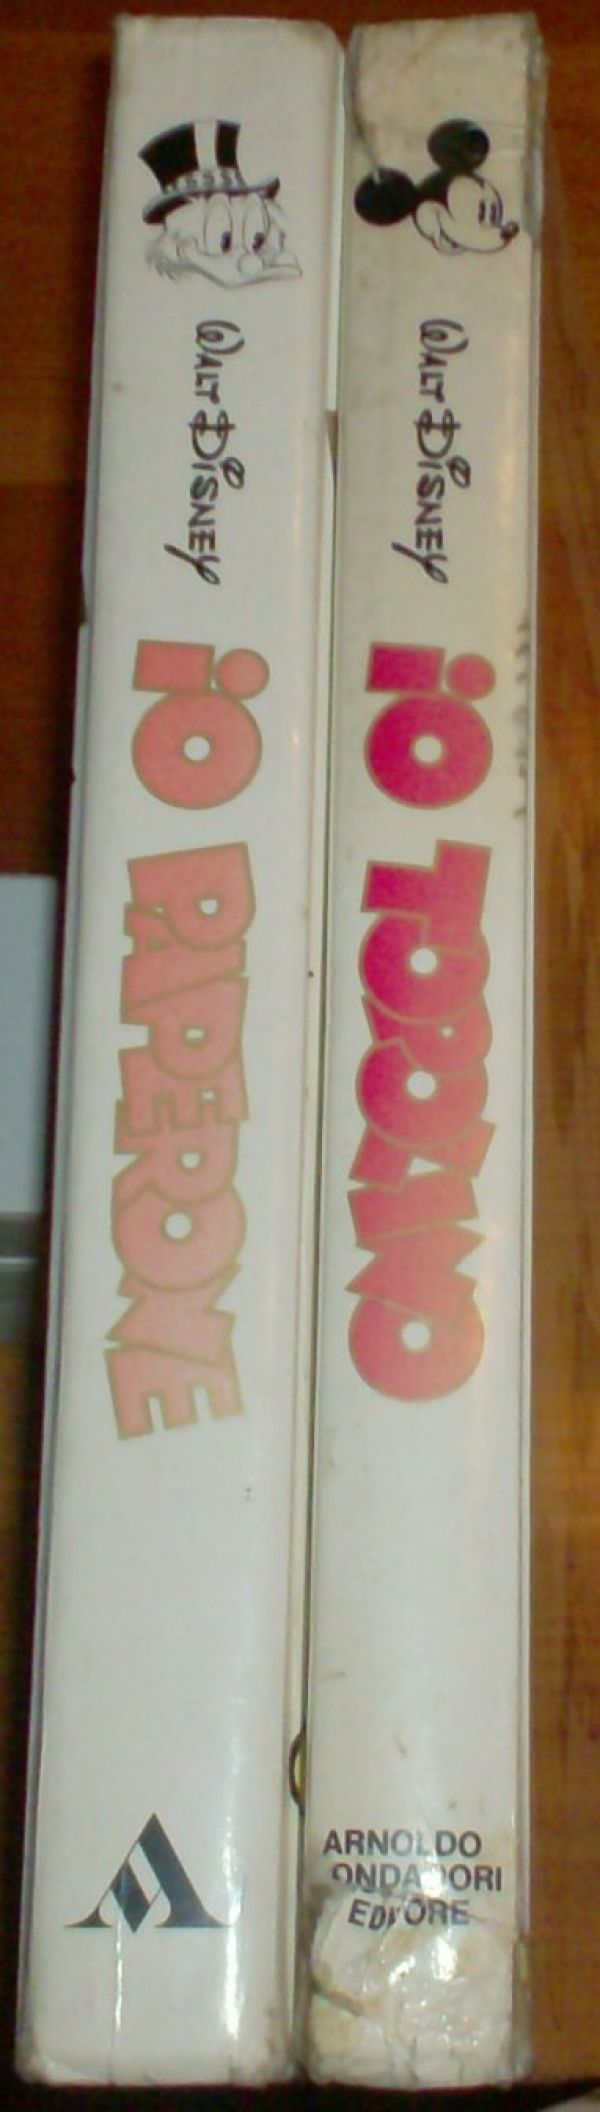 WALT DISNEY
iO PAPERONE
WALT DISNEY
iO TOPOLINO
ARNOLDO
ONDADORI
EDITORE